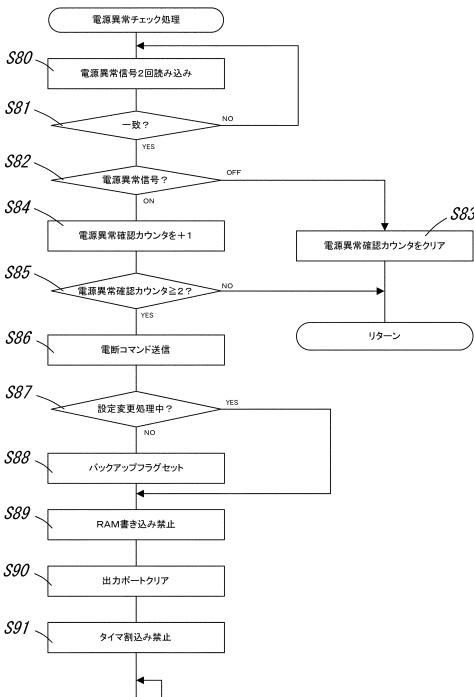 電源異常チェック処理
S80
電源異常信号2回読み込み
S81
一致？
NO
YES
S82
電源異常信号？
OFF
ON
S84
電源異常確認カウンタを＋1
S83
電源異常確認カウンタをクリア
S85
電源異常確認カウンタ≧2？
NO
YES
リターン
S86
電断コマンド送信
S87
設定変更処理中？
YES
NO
S88
バックアップフラグセット
S89
RAM書き込み禁止
S90
出力ポートクリア
S91
タイマ割込み禁止